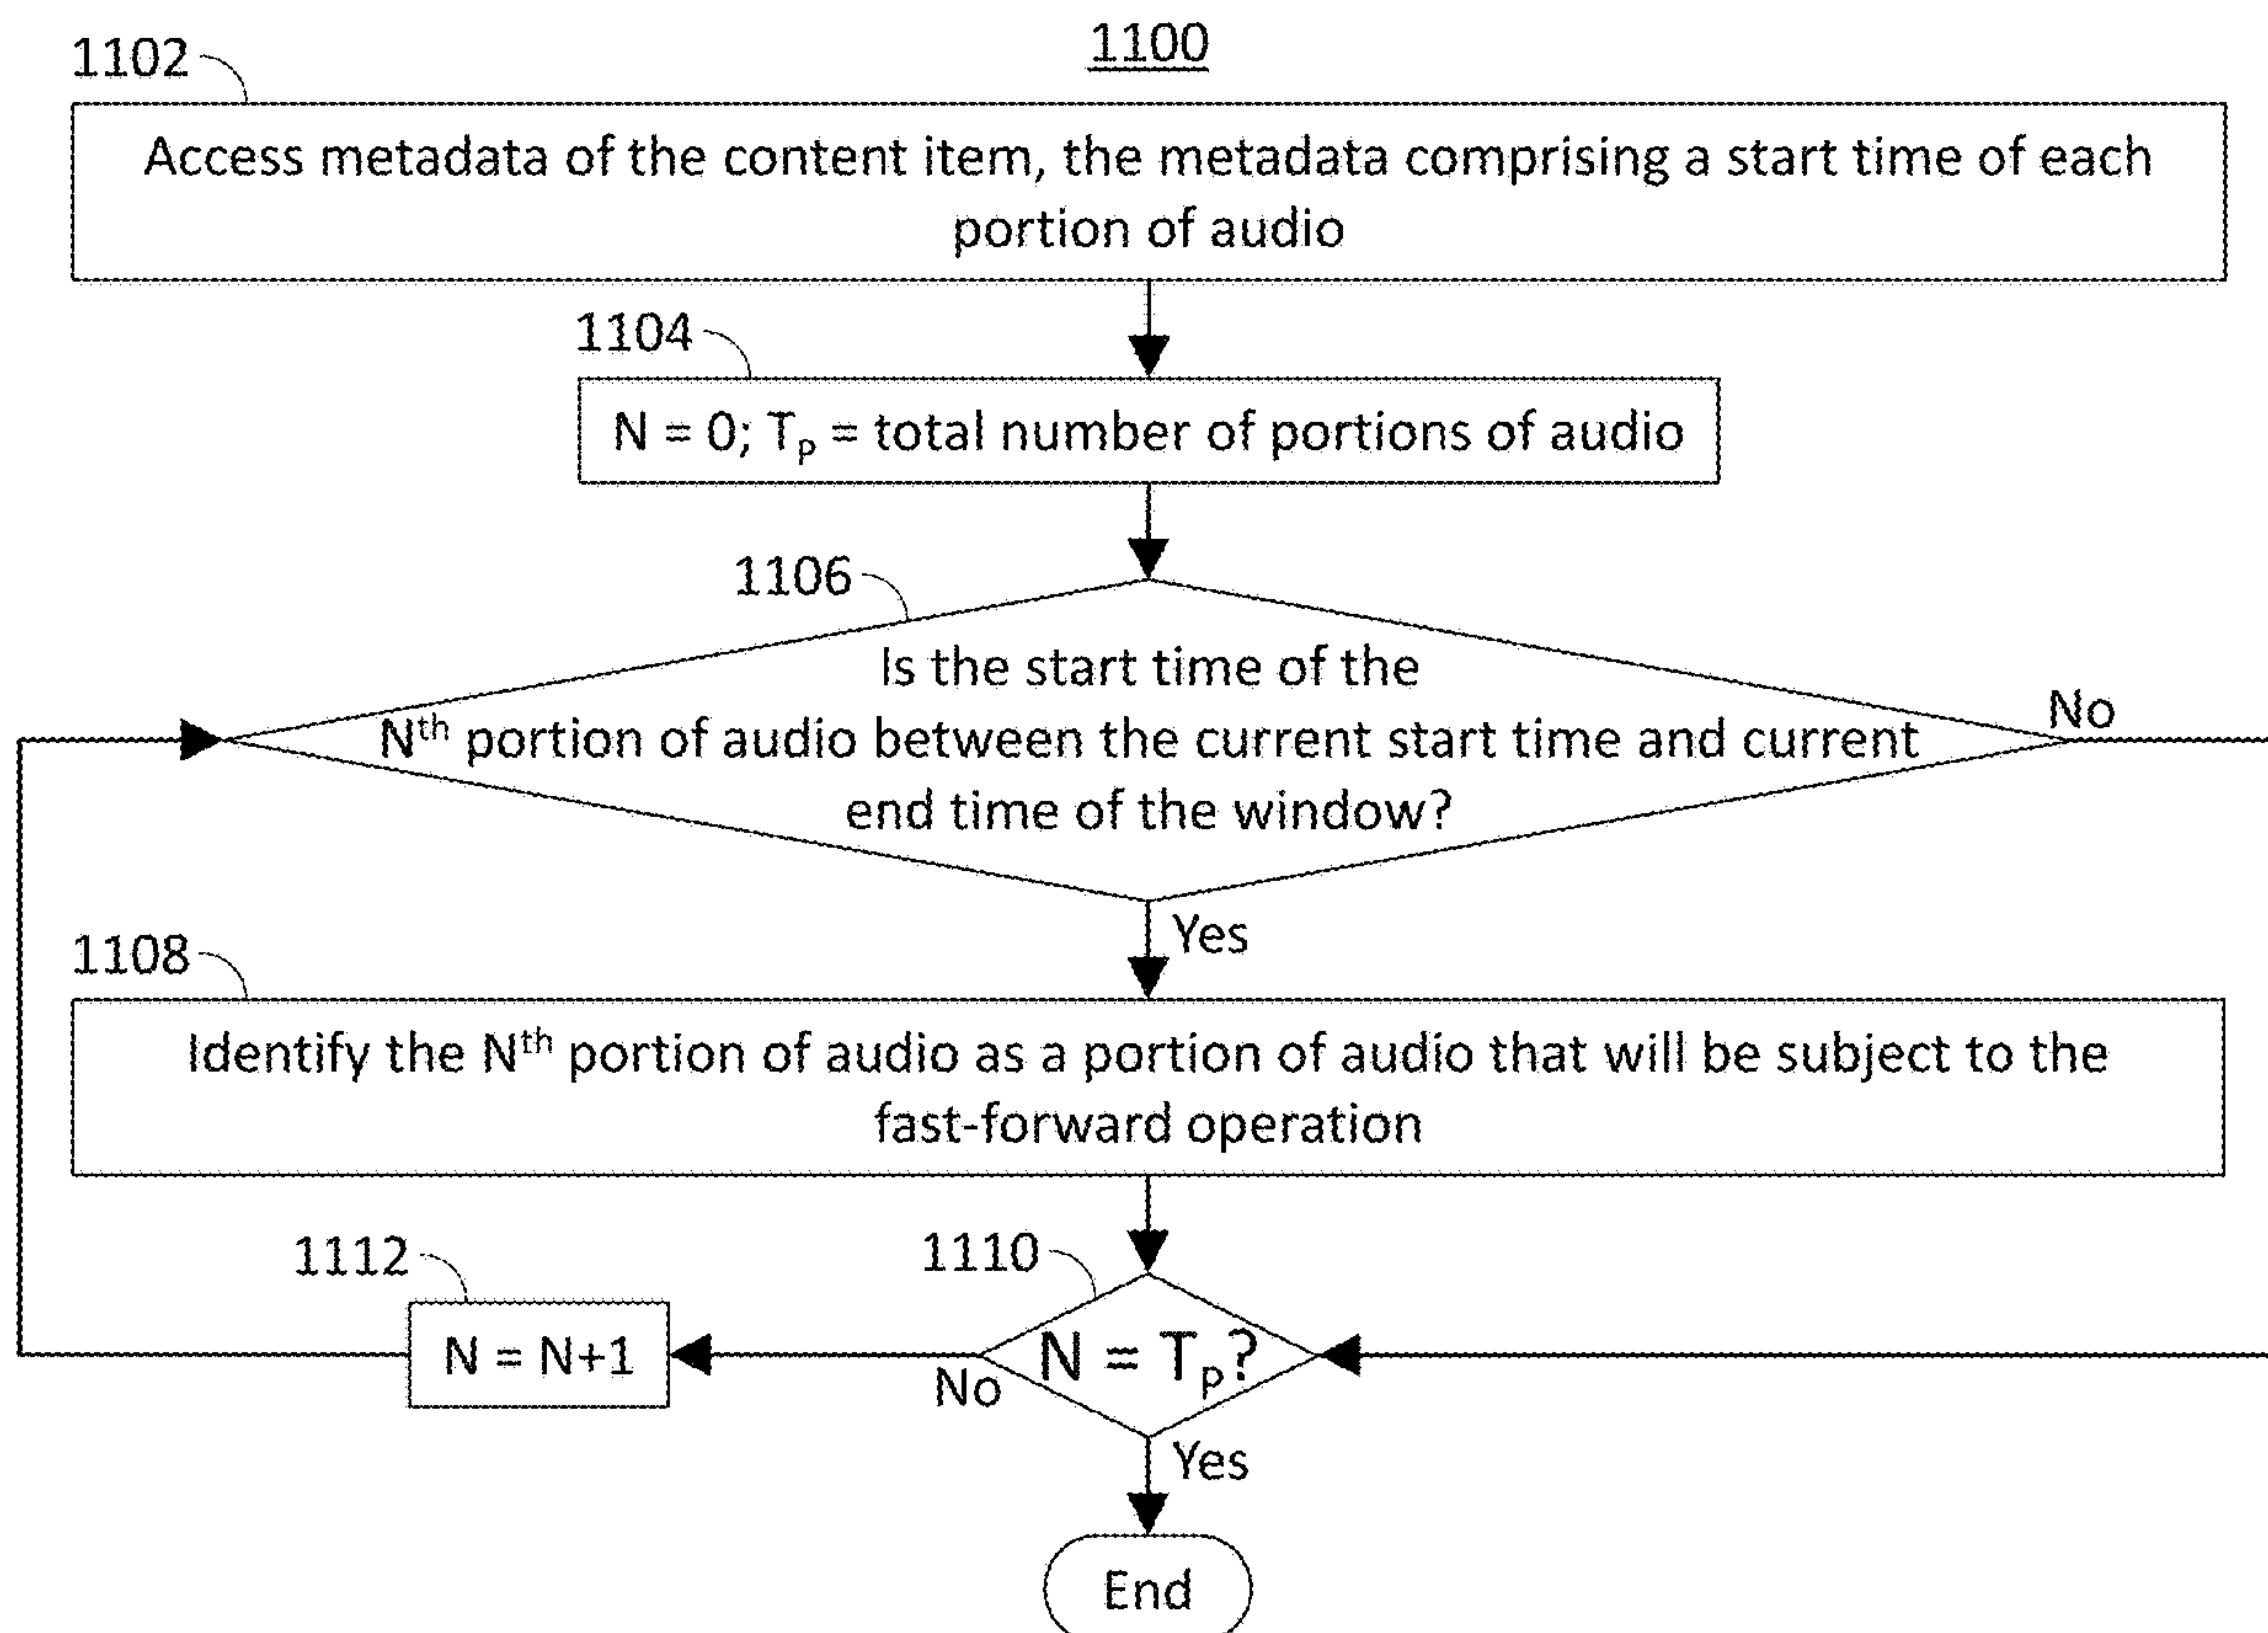 1100
1102
Access metadata of the content item, the metadata comprising a start time of each
portion of audio
1104
N = 0; Tₚ = total number of portions of audio
1106
Is the start time of the
Nᵗʰ portion of audio between the current start time and current
end time of the window?
No
Yes
1108
Identify the Nᵗʰ portion of audio as a portion of audio that will be subject to the
fast-forward operation
1112
1110
N = N+1
No
N = Tₚ?
Yes
End